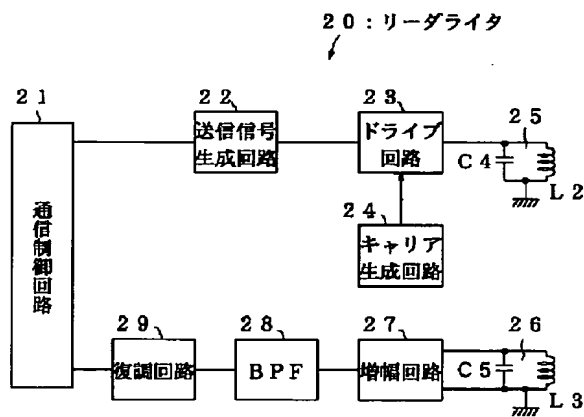 20：リーダライタ
21
22
23
25
送信信号
生成回路
ドライブ
回路
C4
L2
24
キャリア
生成回路
通信制御回路
29
28
27
26
復調回路
BPF
増幅回路
C5
L3